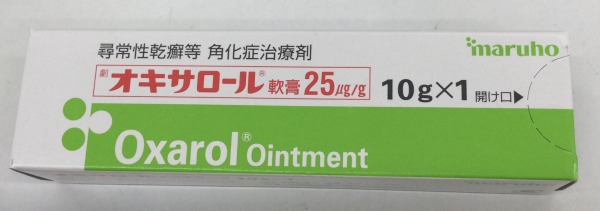 尋常性乾癬等 角化症治療剤
maruho
劇 オキサロール® 軟膏 25μg/g
10g×1 開け口▶
Oxarol® Ointment